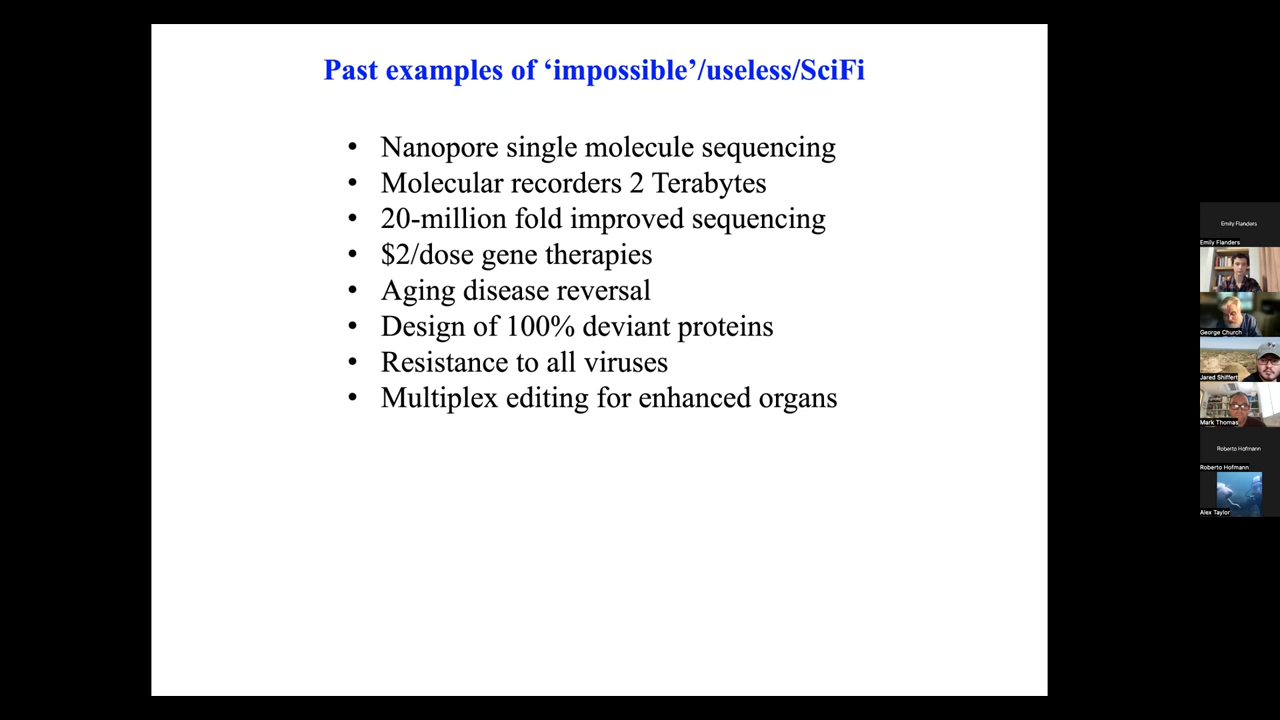 Past examples of ‘impossible’/useless/SciFi
• Nanopore single molecule sequencing
• Molecular recorders 2 Terabytes
• 20-million fold improved sequencing
• $2/dose gene therapies
• Aging disease reversal
• Design of 100% deviant proteins
• Resistance to all viruses
• Multiplex editing for enhanced organs
Emily Flanders
Emily Flanders
George Church
Jared Shiffert
Mark Thomas
Roberto Hofmann
Roberto Hofmann
Alex Taylor